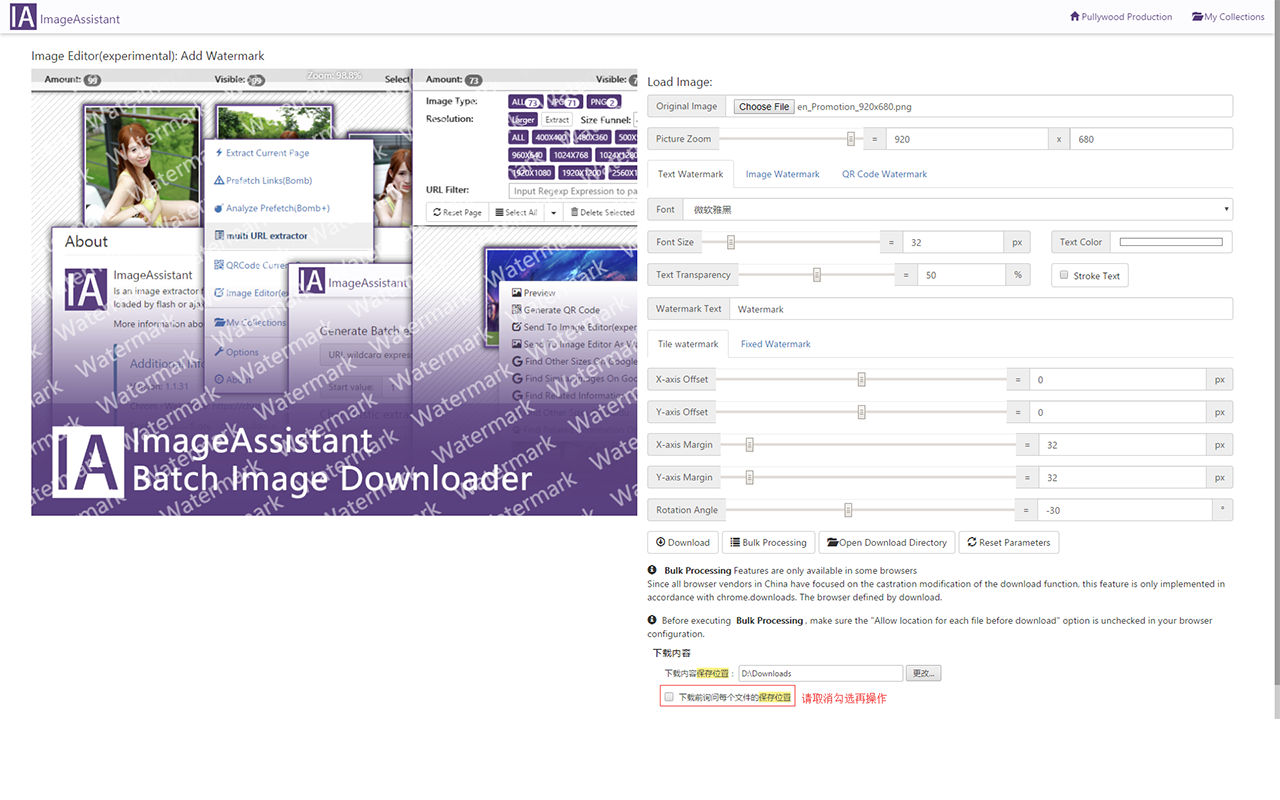 IA ImageAssistant
Pullywood Production
My Collections
Image Editor(experimental): Add Watermark
Amount: 99 Visible: 99 Zoom: 98.8% Select
Amount: 73 Visible:
Image Type: ALL 73 JPG 71 PNG 2
Resolution: Larger Extract Size Funnel:
ALL 400X400 480X360 500X
960X640 1024X768 1024X1280
1920X1080 1920X1200 2560X1
URL Filter: Input Regexp Expression to pa
Reset Page Select All Delete Selected
Extract Current Page
Prefetch Links(Bomb)
Analyze Prefetch(Bomb+)
multi URL extractor
QRCode Curren
Image Editor(e
My Collections
Options
About
About
IA ImageAssistant
Is an image extractor f
loaded by flash or aja
More information abo
Additional Info
Version: 1.1.31
IA ImageAssistant
Generate Batch
URL wildcard expres
Start value:
Preview
Generate QR Code
Send To Image Editor(exper
Send To Image Editor As W
Find Other Sizes On Google
Find Similar Images On Goo
Find Related Information
Watermark
IA ImageAssistant
Batch Image Downloader
Load Image:
Original Image Choose File en_Promotion_920x680.png
Picture Zoom = 920 x 680
Text Watermark Image Watermark QR Code Watermark
Font 微软雅黑
Font Size = 32 px Text Color
Text Transparency = 50 % Stroke Text
Watermark Text Watermark
Tile watermark Fixed Watermark
X-axis Offset = 0 px
Y-axis Offset = 0 px
X-axis Margin = 32 px
Y-axis Margin = 32 px
Rotation Angle = -30 °
Download Bulk Processing Open Download Directory Reset Parameters
Bulk Processing Features are only available in some browsers
Since all browser vendors in China have focused on the castration modification of the download function, this feature is only implemented in
accordance with chrome.downloads. The browser defined by download.
Before executing Bulk Processing , make sure the "Allow location for each file before download" option is unchecked in your browser
configuration.
下载内容
下载内容保存位置： D:\Downloads 更改...
下载前询问每个文件的保存位置 请取消勾选再操作